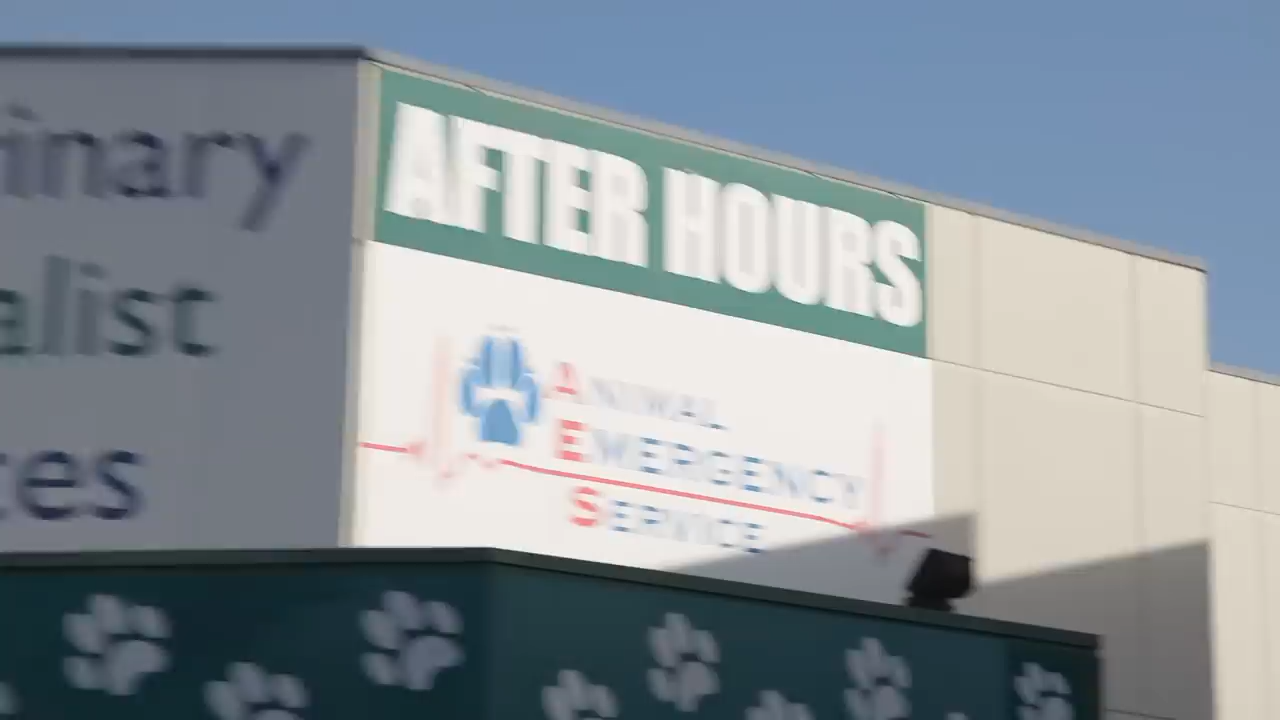 inary
alist
ces
AFTER HOURS
ANIMAL
EMERGENCY
SERVICE